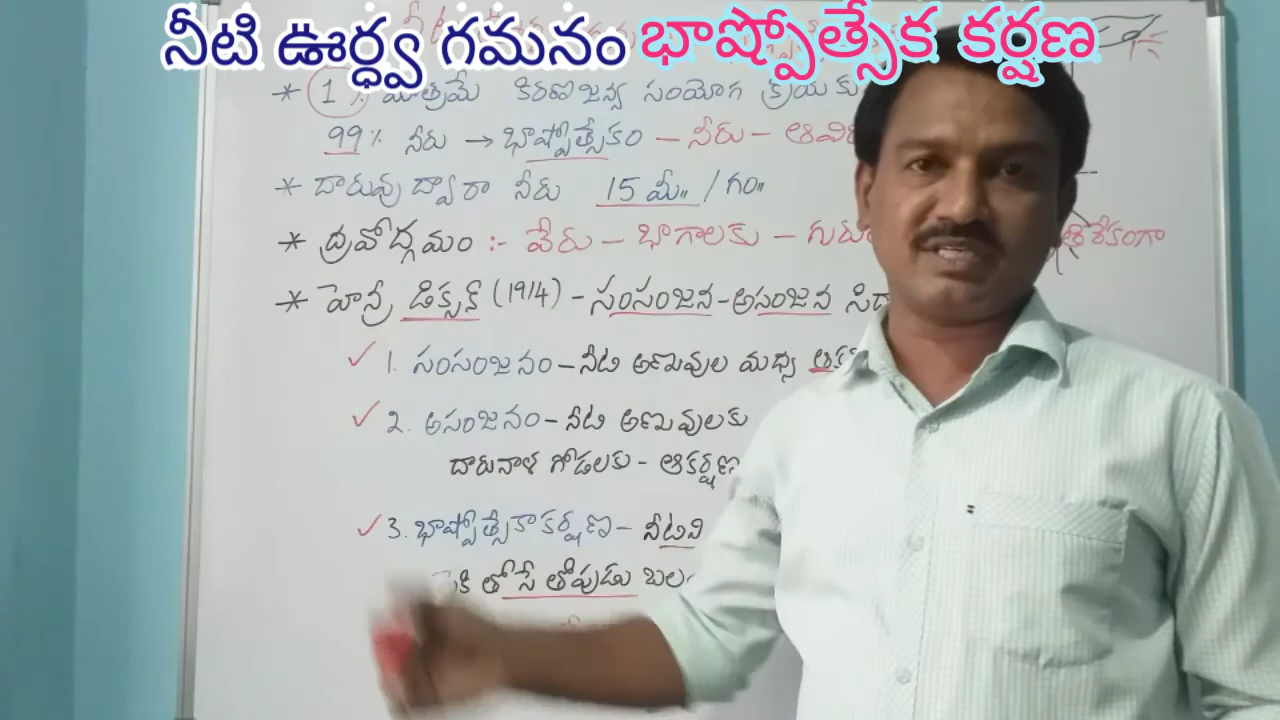 నీటి ఊర్ధ్వ గమనం భాష్పోత్సేక కర్షణ
* 1 % మాత్రమే కిరణజన్య సంయోగ క్రియకు
99% నీరు → భాష్పోత్సేకం - నీరు - ఆవిరి
* దారువు ద్వారా నీరు 15 మీ" / గం"
* ద్రవోద్గమం :- వేరు - భాగాలకు -
* హెన్రీ డిక్సన్ (1914) - సంసంజన-అసంజన
✓ 1. సంసంజనం - నీటి అణువుల మధ్య
✓ 2. అసంజనం - నీటి అణువులకు
దారునాళ గోడలకు - ఆకర్షణ
✓ 3. భాష్పోత్సేకాకర్షణ - నీటిని
తోసే తోపుడు